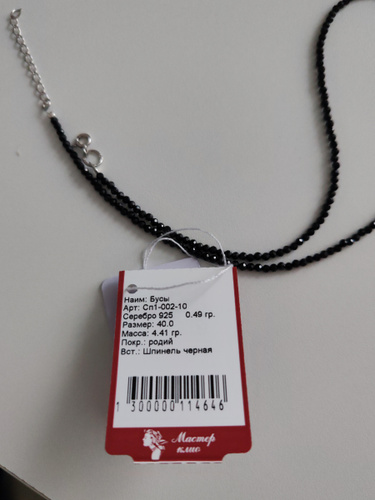 Наим: Бусы
Арт: Сп1-002-10
Серебро 925 0.49 гр.
Размер: 40.0
Масса: 4.41 гр.
Покр.: родий
Вст.: Шпинель черная
1 300000 114646
Мастер
клио